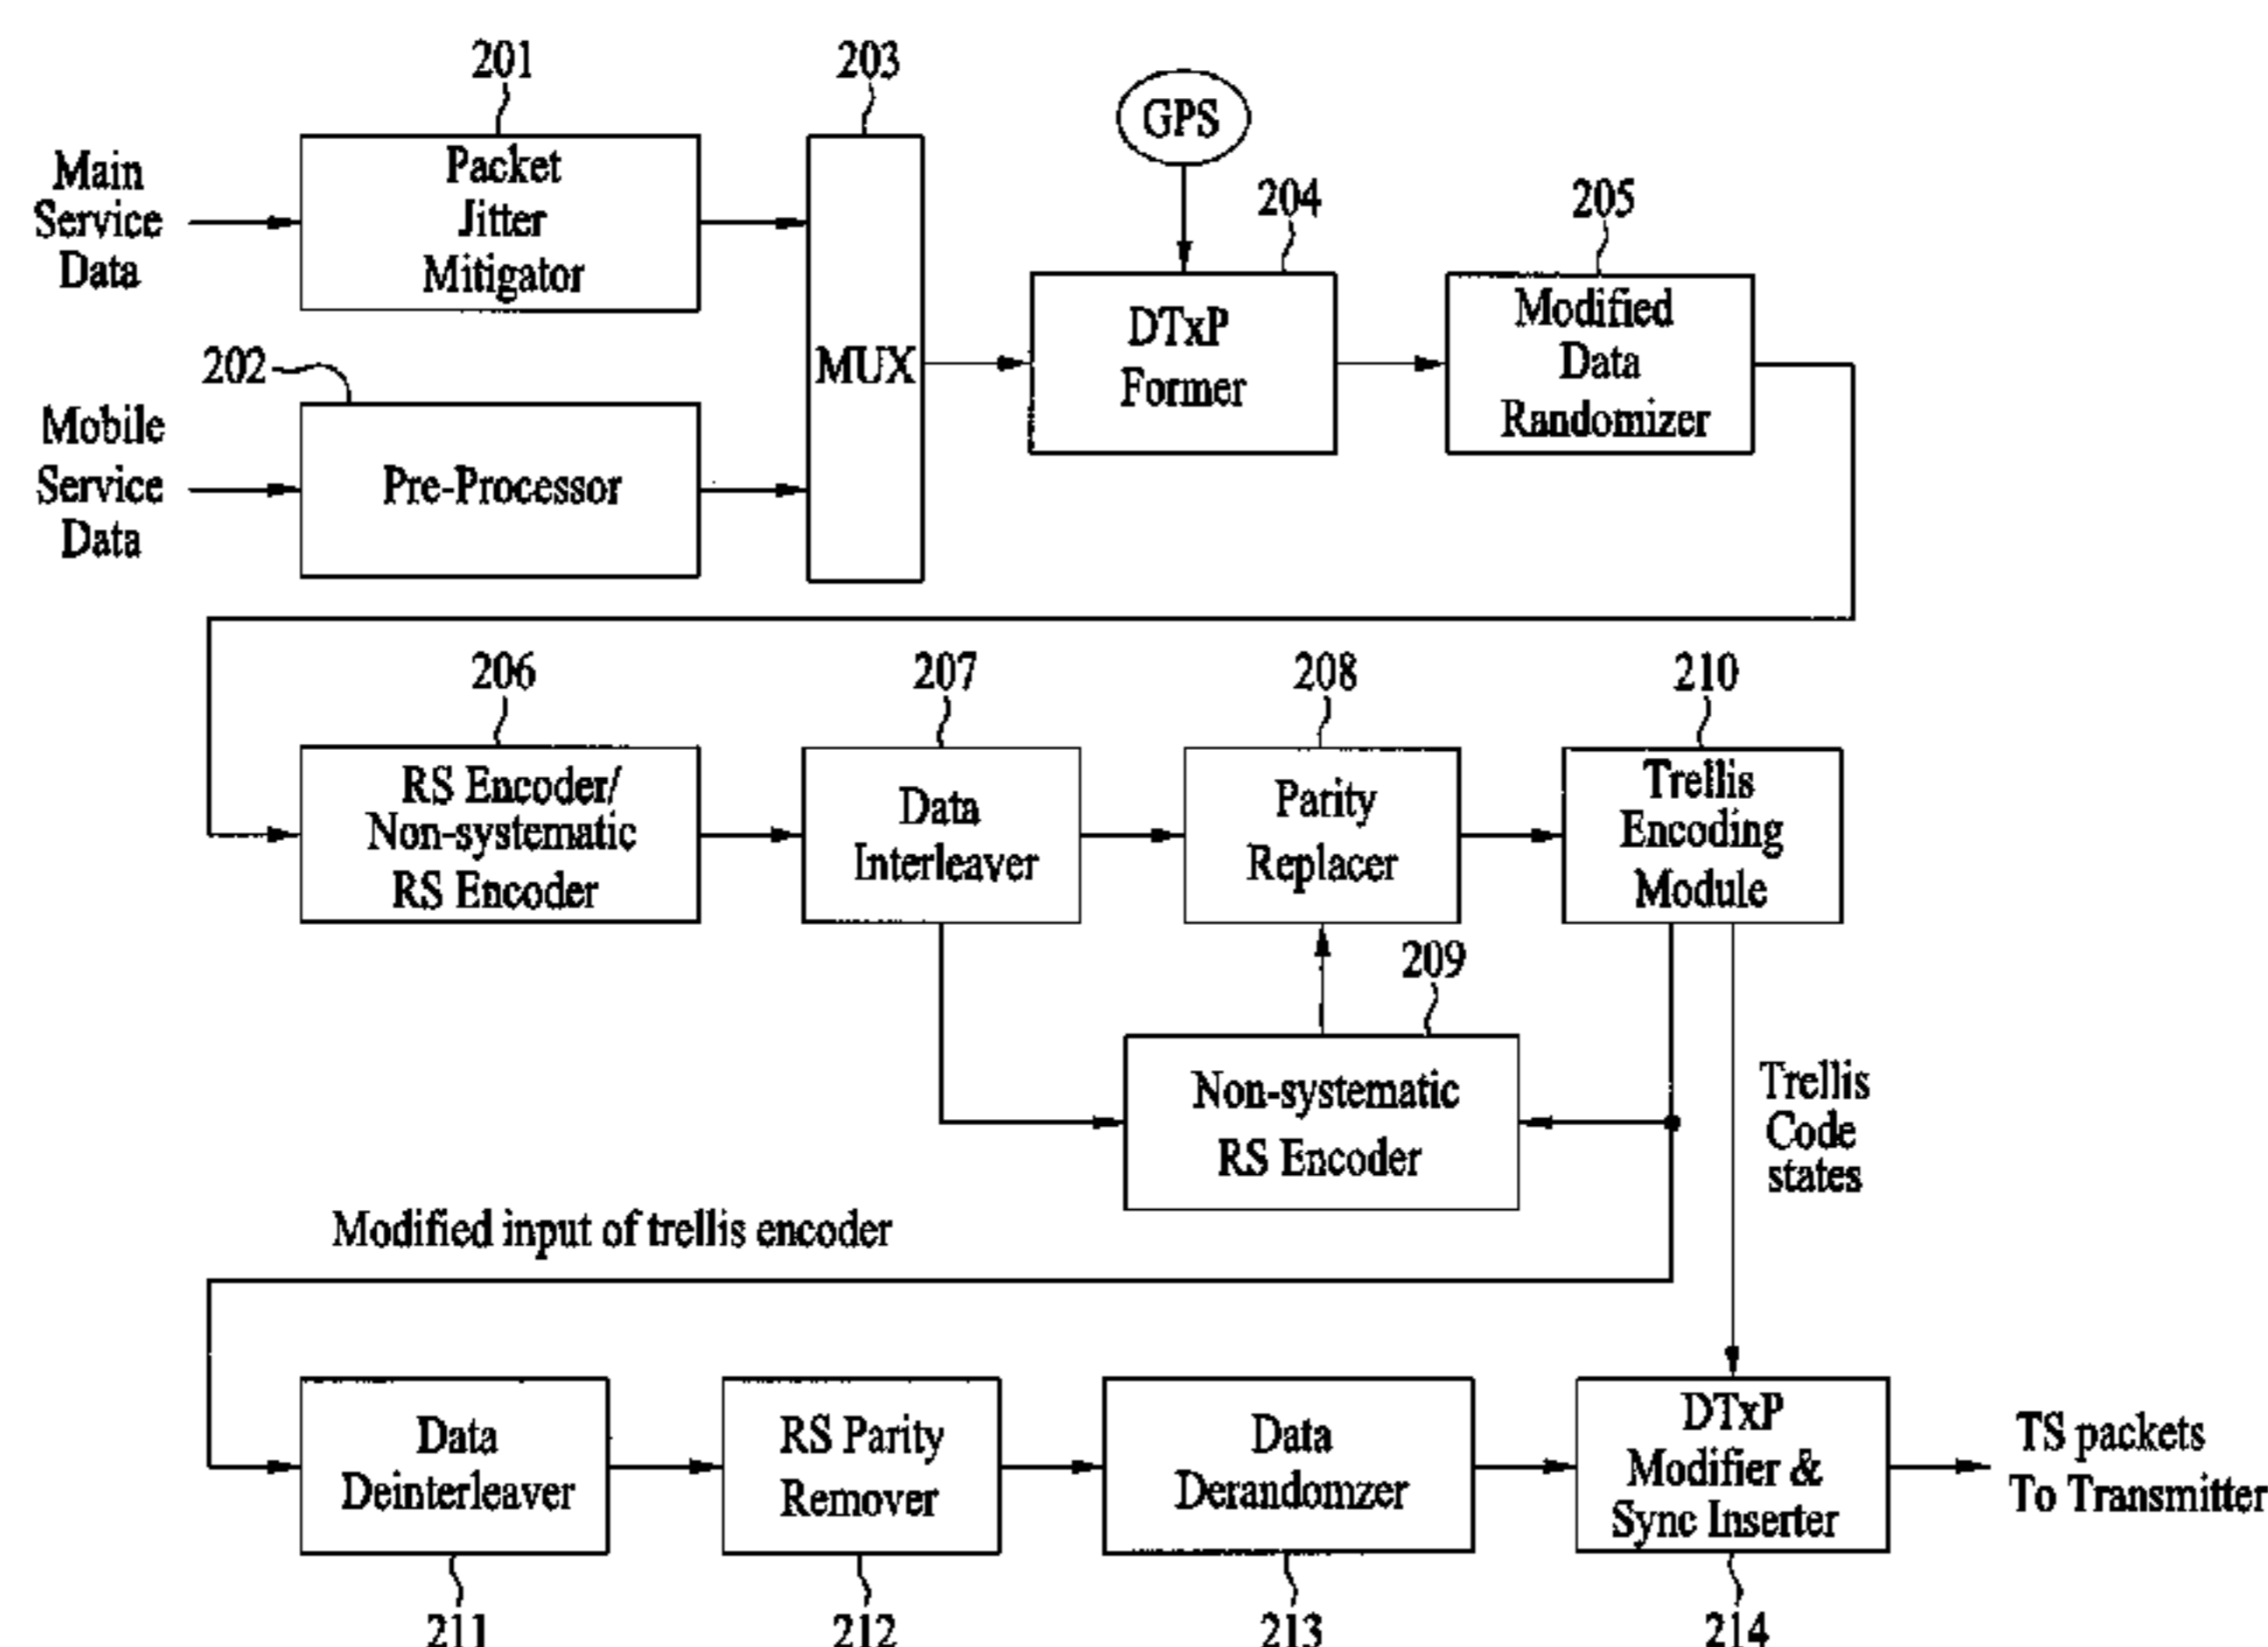 201
203
GPS
Main
Service
Data
Packet
Jitter
Mitigator
204
205
202
MUX
DTxP
Former
Modified
Data
Randomizer
Mobile
Service
Data
Pre-Processor
206
207
208
210
RS Encoder/
Non-systematic
RS Encoder
Data
Interleaver
Parity
Replacer
Trellis
Encoding
Module
209
Non-systematic
RS Encoder
Trellis
Code
states
Modified input of trellis encoder
Data
Deinterleaver
RS Parity
Remover
Data
Derandomzer
DTxP
Modifier &
Sync Inserter
TS packets
To Transmitter
211
212
213
214